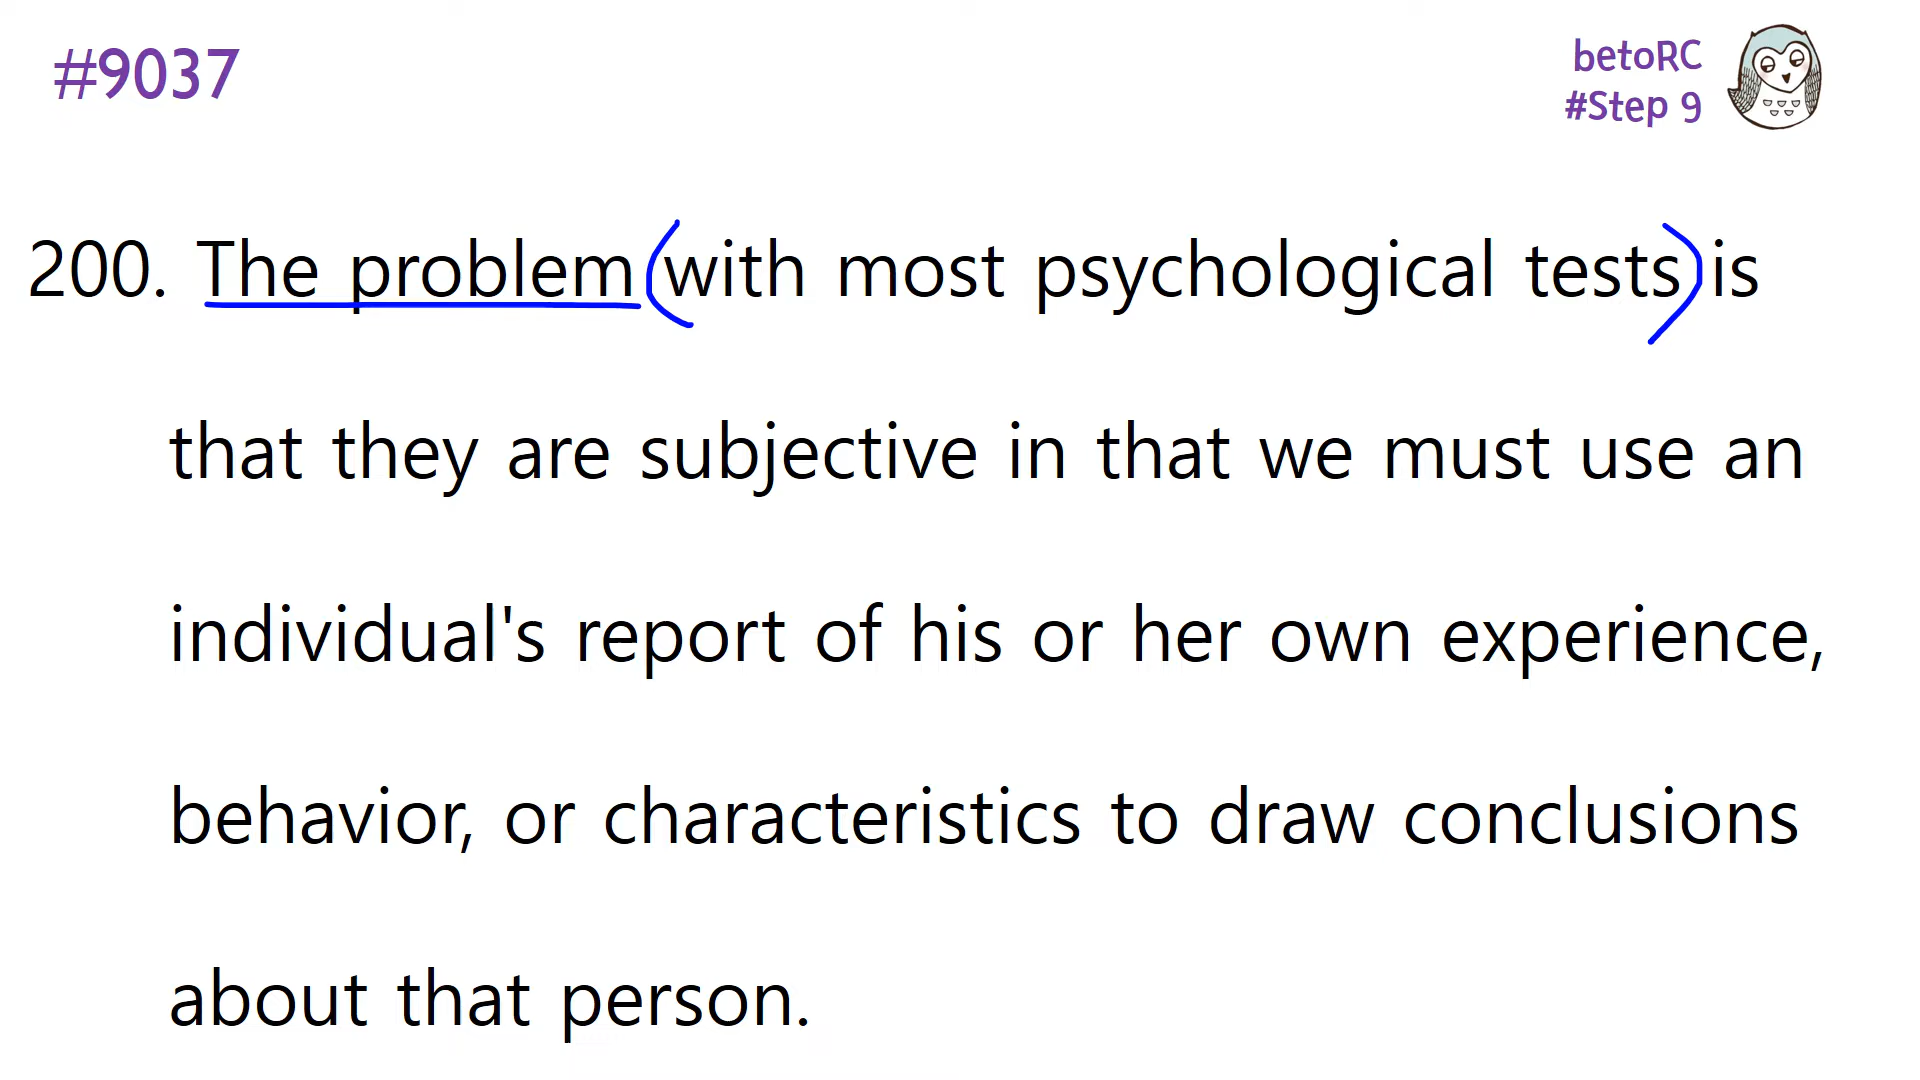 #9037
betoRC
#Step 9
200. The problem (with most psychological tests) is
that they are subjective in that we must use an
individual's report of his or her own experience,
behavior, or characteristics to draw conclusions
about that person.